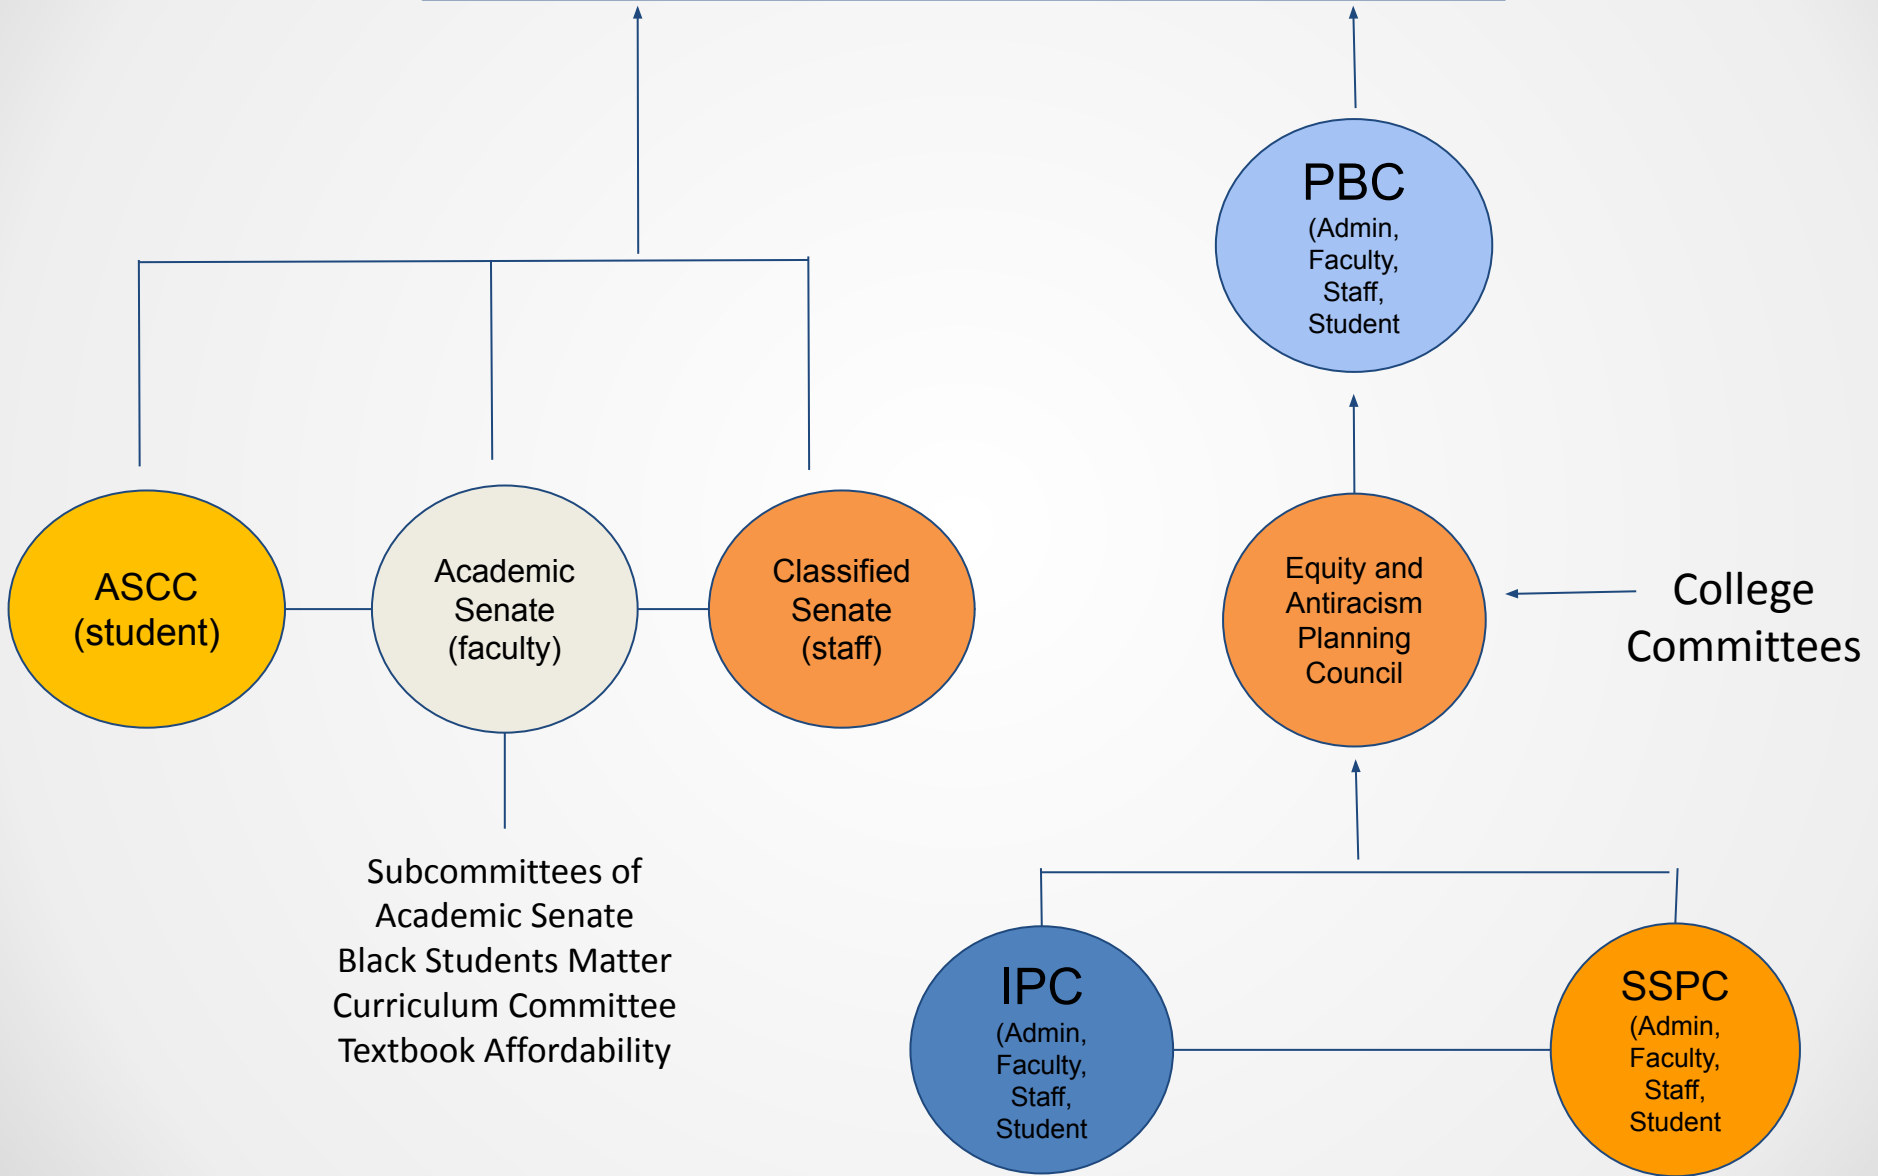 PBC
(Admin,
Faculty,
Staff,
Student
ASCC
(student)
Academic
Senate
(faculty)
Classified
Senate
(staff)
Equity and
Antiracism
Planning
Council
College
Committees
Subcommittees of
Academic Senate
Black Students Matter
Curriculum Committee
Textbook Affordability
IPC
(Admin,
Faculty,
Staff,
Student
SSPC
(Admin,
Faculty,
Staff,
Student